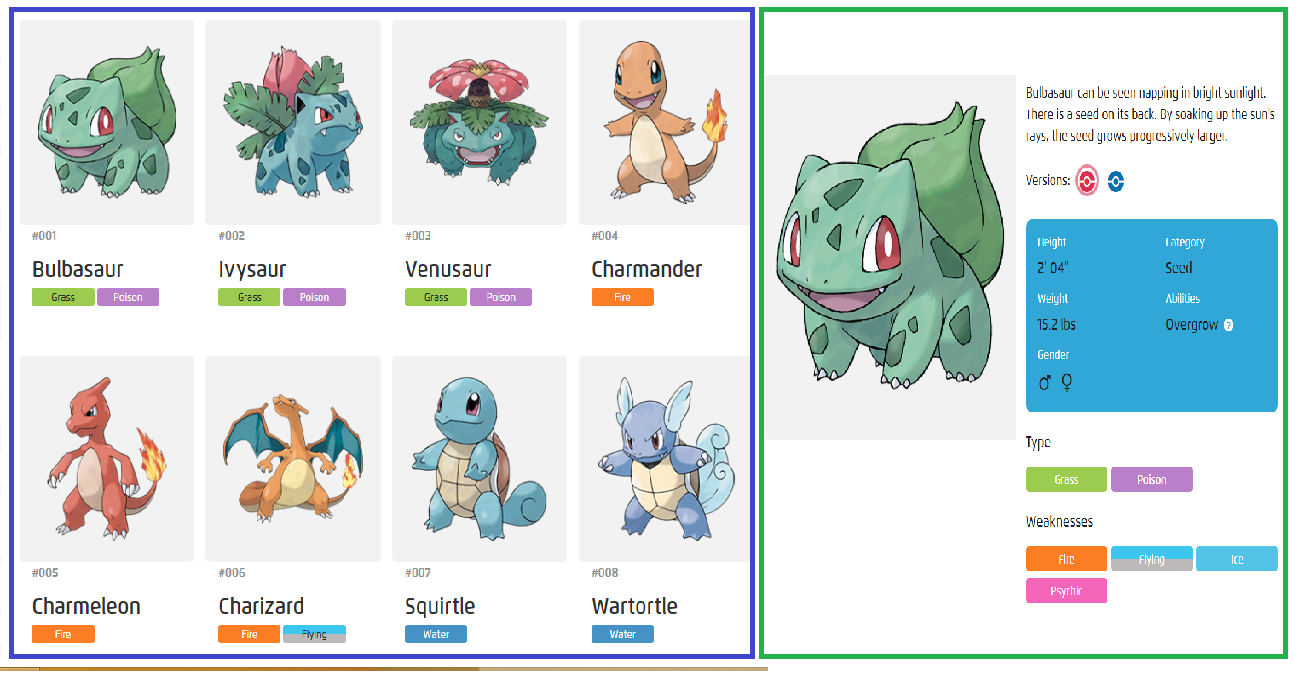 #001
#002
#003
#004
Bulbasaur
Ivysaur
Venusaur
Charmander
Grass Poison
Grass Poison
Grass Poison
Fire
#005
#006
#007
#008
Charmeleon
Charizard
Squirtle
Wartortle
Fire
Fire Flying
Water
Water
Bulbasaur can be seen napping in bright sunlight.
There is a seed on its back. By soaking up the sun's
rays, the seed grows progressively larger.
Versions:
Height
Category
2' 04"
Seed
Weight
Abilities
15.2 lbs
Overgrow ?
Gender
♂ ♀
Type
Grass Poison
Weaknesses
Fire Flying Ice
Psychic